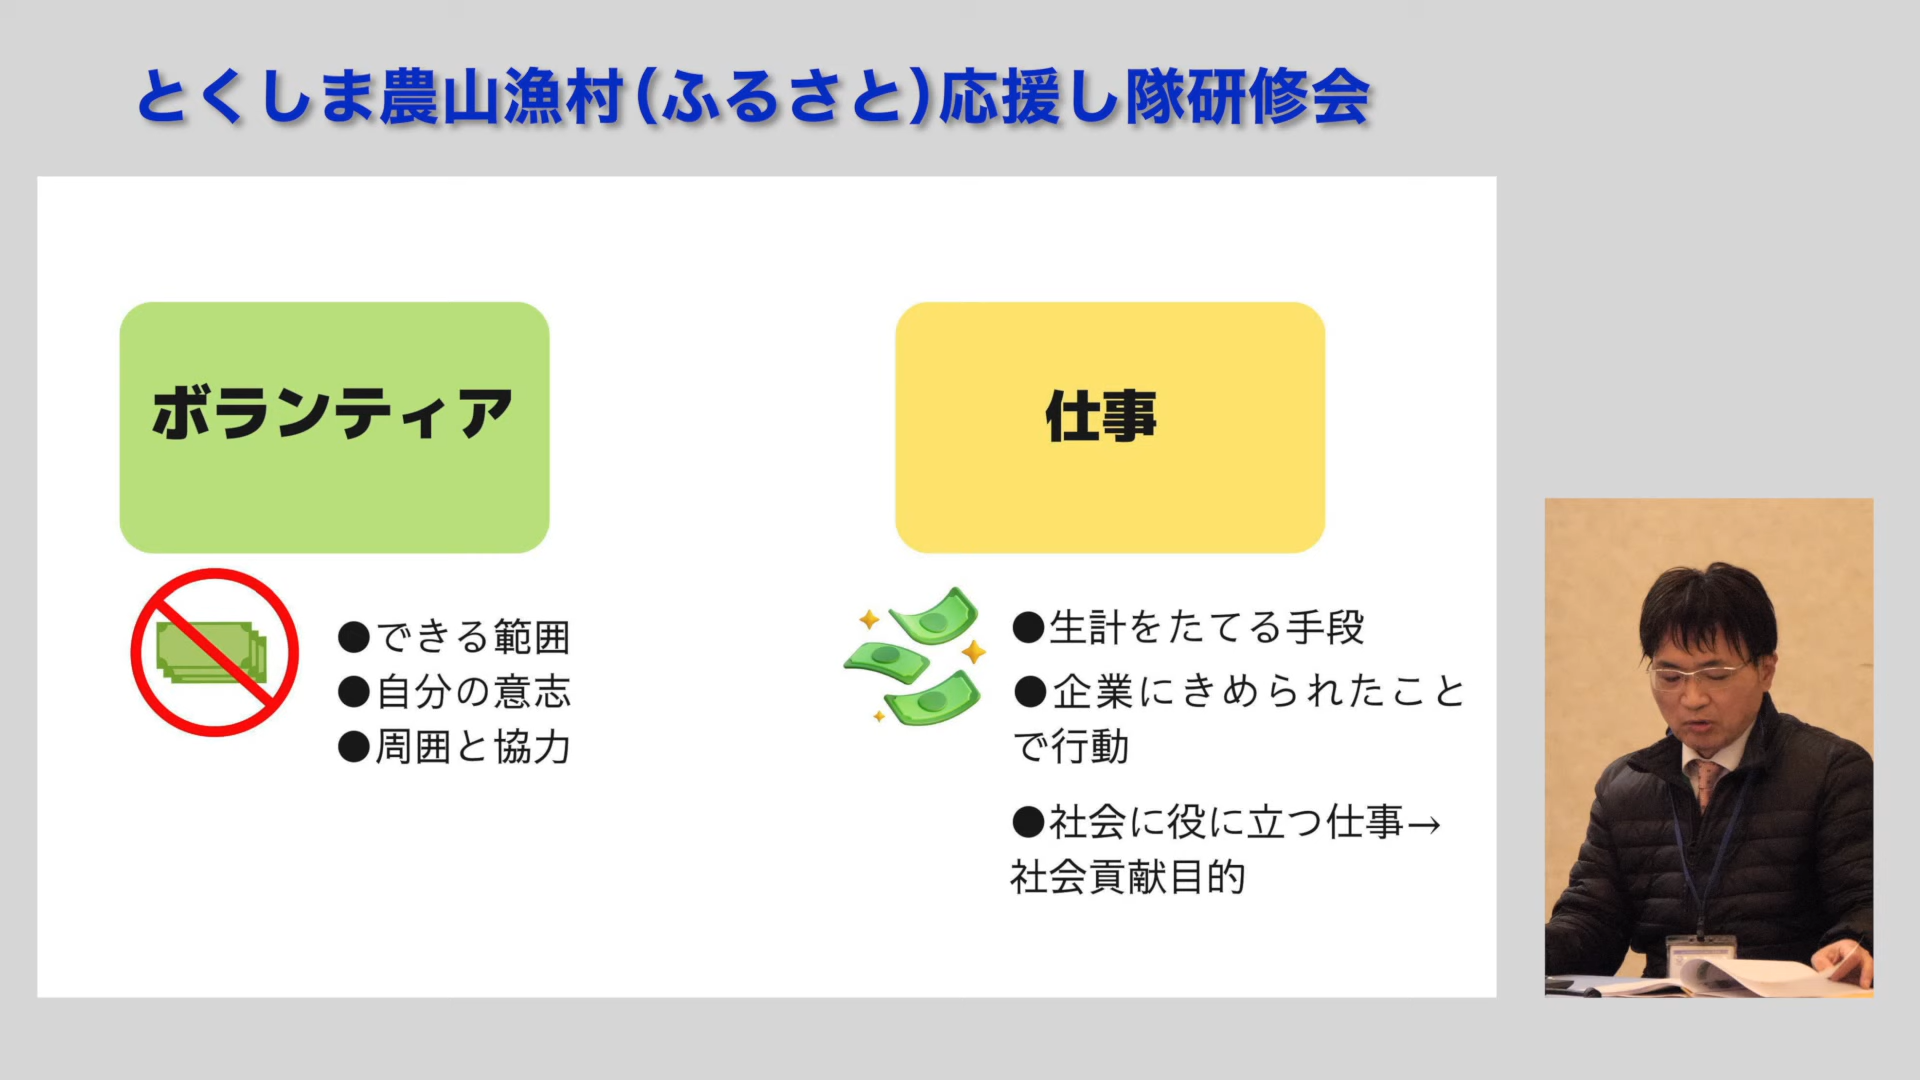 とくしま農山漁村(ふるさと)応援し隊研修会
ボランティア
●できる範囲
●自分の意志
●周囲と協力
仕事
●生計をたてる手段
●企業にきめられたこと
で行動
●社会に役に立つ仕事→
社会貢献目的